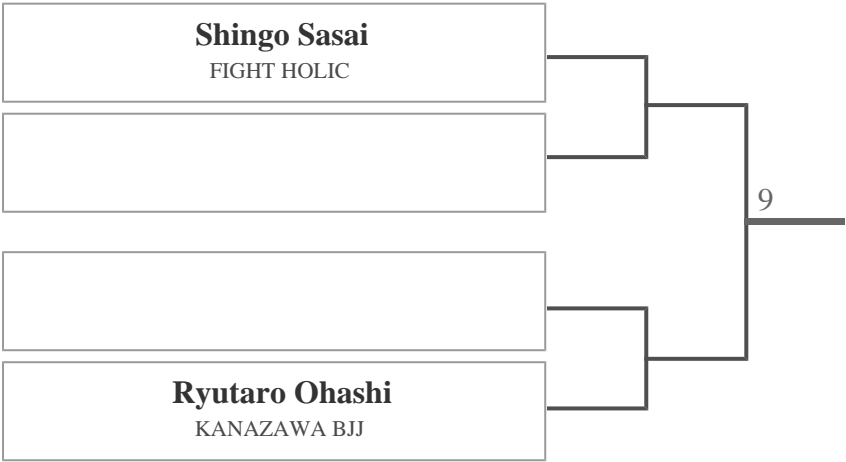 Shingo Sasai
FIGHT HOLIC
9
Ryutaro Ohashi
KANAZAWA BJJ